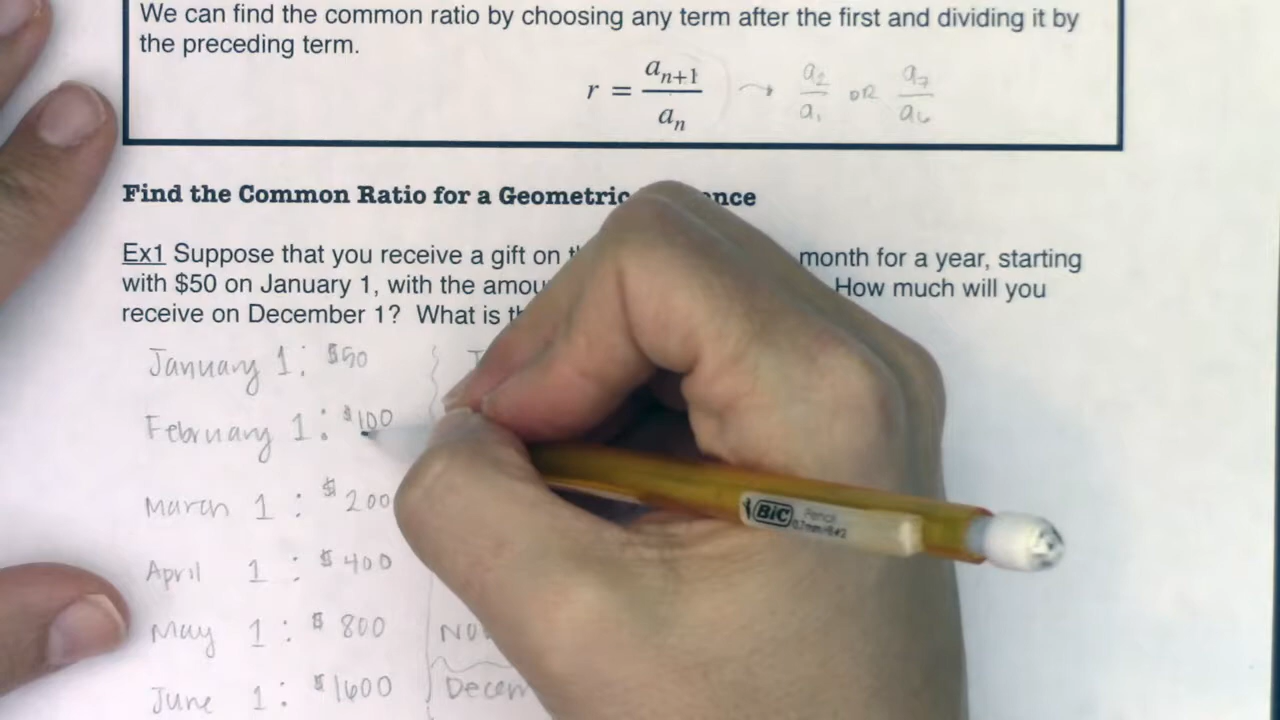 We can find the common ratio by choosing any term after the first and dividing it by
the preceding term.
r = a_{n+1} / a_n → a_2 / a_1 OR a_7 / a_6
Find the Common Ratio for a Geometric
Ex1 Suppose that you receive a gift on month for a year, starting
with $50 on January 1, with the How much will you
receive on December 1? What is
January 1: $50
February 1: $100
March 1: $200
April 1: $400
May 1: $800
June 1: $1600
BiC
Pencil